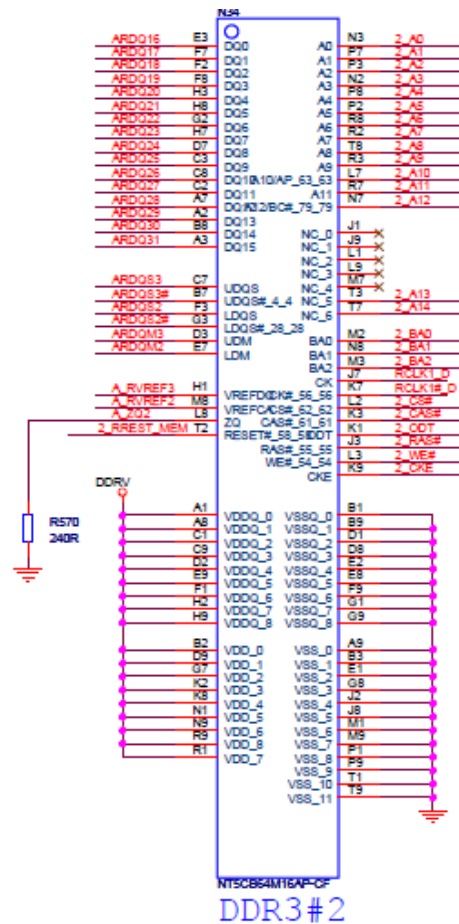 N34
ARDQ16 E3 DQ0 A0 N3 2_A0
ARDQ17 F7 DQ1 A1 P7 2_A1
ARDQ18 F2 DQ2 A2 P3 2_A2
ARDQ19 F8 DQ3 A3 N2 2_A3
ARDQ20 H3 DQ4 A4 P8 2_A4
ARDQ21 H8 DQ5 A5 P2 2_A5
ARDQ22 G2 DQ6 A6 R8 2_A6
ARDQ23 H7 DQ7 A7 R2 2_A7
ARDQ24 D7 DQ8 A8 T8 2_A8
ARDQ25 C3 DQ9 A9 R3 2_A9
ARDQ26 C8 DQ10 A10/AP_63_63 L7 2_A10
ARDQ27 C2 DQ11 A11 R7 2_A11
ARDQ28 A7 A12/BC#_79_79 N7 2_A12
ARDQ29 A2 DQ13
ARDQ30 B8 DQ14 NC_0 J1
ARDQ31 A3 DQ15 NC_1 J9
NC_2 L1
NC_3 L9
NC_4 M7
ARDQS3 C7 UDQS NC_5 T3 2_A13
ARDQS3# B7 UDQS#_4_4 NC_6 T7 2_A14
ARDQS2 F3 LDQS
ARDQS2# G3 LDQS#_28_28
ARDQM3 D3 UDM BA0 M2 2_BA0
ARDQM2 E7 LDM BA1 N8 2_BA1
BA2 M3 2_BA2
CK J7 RCLK1_D
A_RVREF3 H1 VREFDQ CK#_56_56 K7 RCLK1#_D
A_RVREF2 M8 VREFCA CS#_62_62 L2 2_CS#
A_ZQ2 L8 ZQ CAS#_61_61 K3 2_CAS#
2_RREST_MEM T2 RESET#_58_58 ODT K1 2_ODT
RAS#_55_55 J3 2_RAS#
WE#_54_54 L3 2_WE#
CKE K9 2_CKE
DDRV
R570
240R
A1 VDDQ_0 VSSQ_0 B1
A8 VDDQ_1 VSSQ_1 B9
C1 VDDQ_2 VSSQ_2 D1
C9 VDDQ_3 VSSQ_3 D8
D2 VDDQ_4 VSSQ_4 E2
E9 VDDQ_5 VSSQ_5 E8
F1 VDDQ_6 VSSQ_6 F9
H2 VDDQ_7 VSSQ_7 G1
H9 VDDQ_8 VSSQ_8 G9
B2 VDD_0 VSS_0 A9
D9 VDD_1 VSS_1 B3
G7 VDD_2 VSS_2 E1
K2 VDD_3 VSS_3 G8
K8 VDD_4 VSS_4 J2
N1 VDD_5 VSS_5 J8
N9 VDD_6 VSS_6 M1
R9 VDD_8 VSS_7 M9
R1 VDD_7 VSS_8 P1
VSS_9 P9
VSS_10 T1
VSS_11 T9
NT5CB64M16AP-CF
DDR3#2